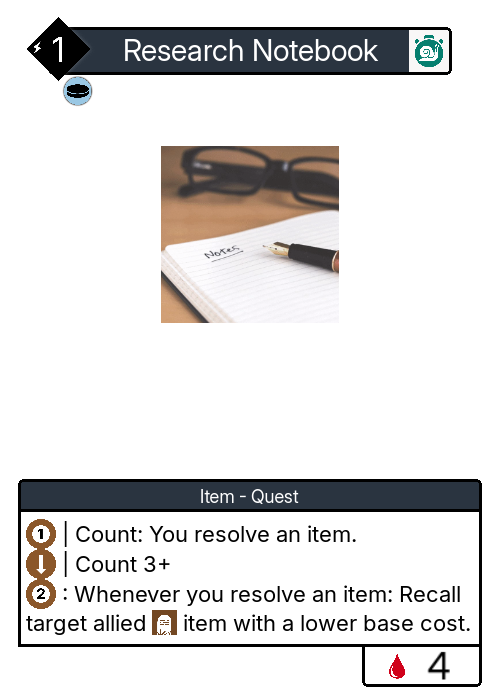 1
Research Notebook
Notes
Item - Quest
1 | Count: You resolve an item.
| Count 3+
2 : Whenever you resolve an item: Recall
target allied item with a lower base cost.
4